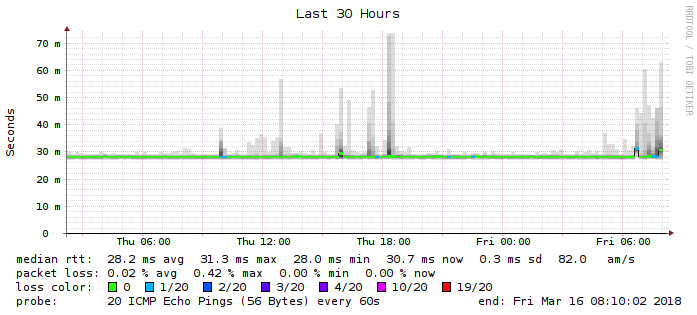 Last 30 Hours
RRDTOOL / TOBI OETIKER
Seconds
70 m
60 m
50 m
40 m
30 m
20 m
10 m
0
Thu 06:00 Thu 12:00 Thu 18:00 Fri 00:00 Fri 06:00
median rtt: 28.2 ms avg 31.3 ms max 28.0 ms min 30.7 ms now 0.3 ms sd 82.0 am/s
packet loss: 0.02 % avg 0.42 % max 0.00 % min 0.00 % now
loss color: 0 1/20 2/20 3/20 4/20 10/20 19/20
probe: 20 ICMP Echo Pings (56 Bytes) every 60s end: Fri Mar 16 08:10:02 2018